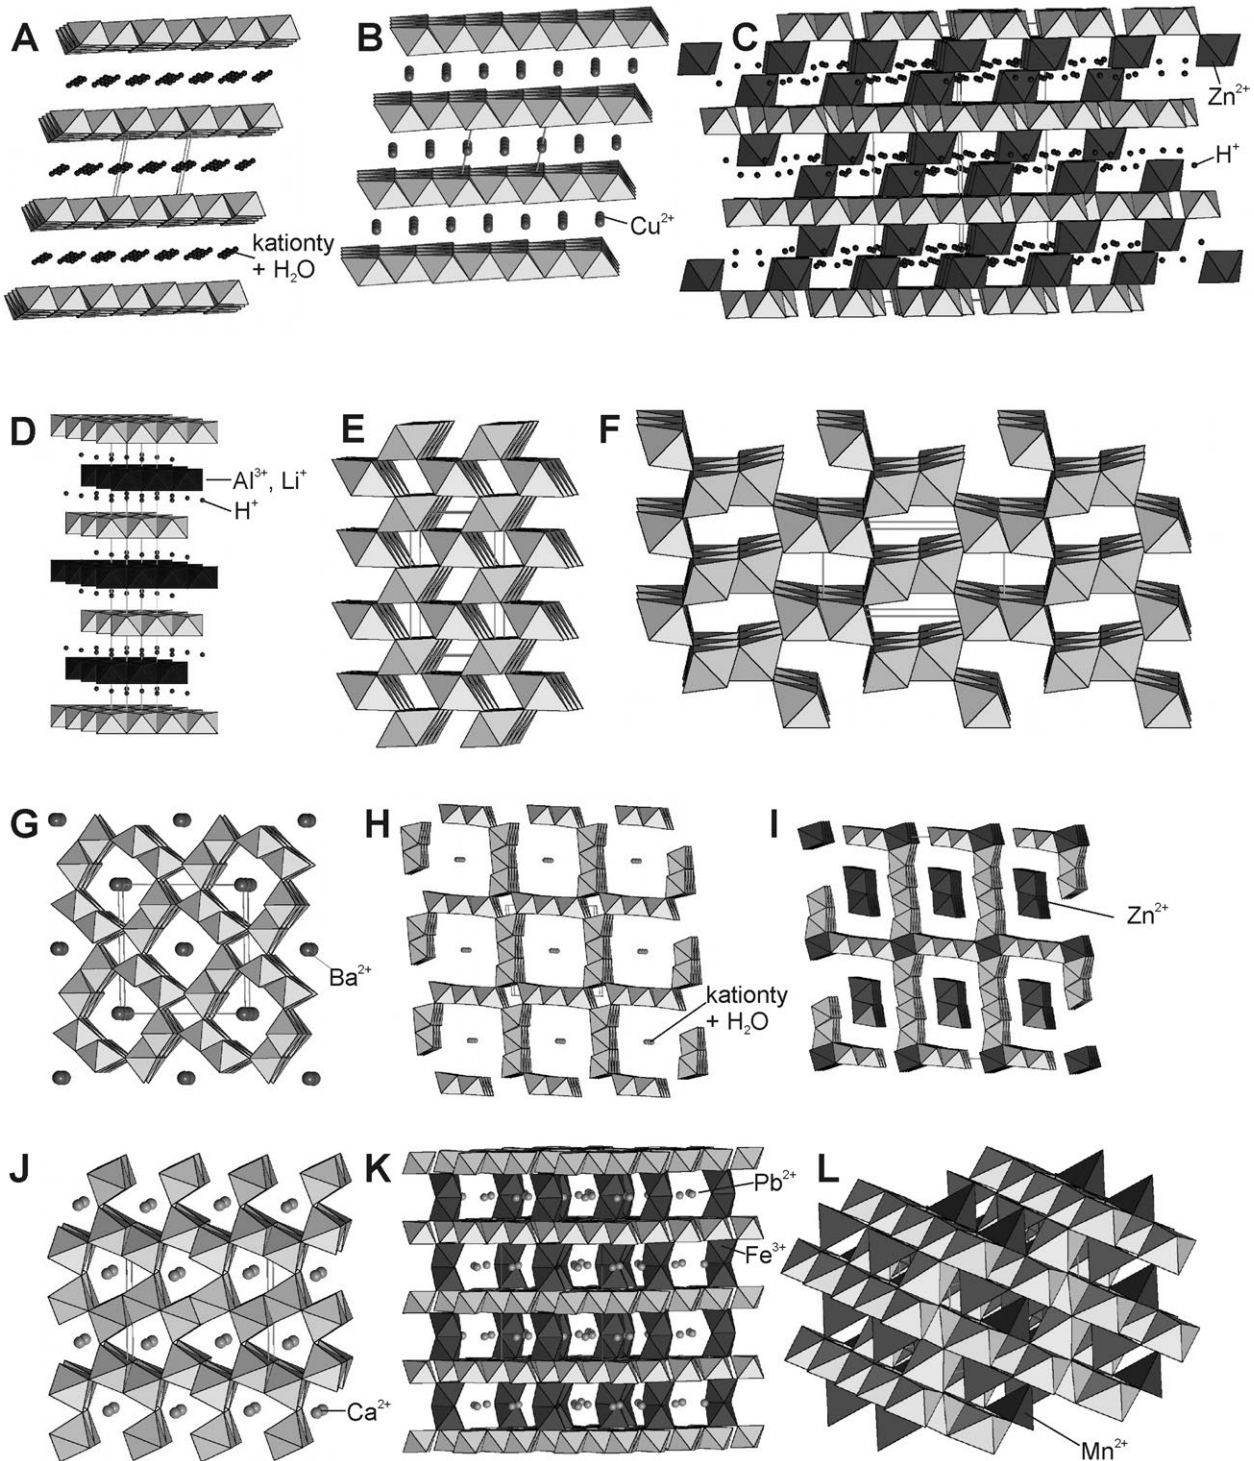 A
B
C
Zn²⁺
H⁺
kationty
+ H₂O
Cu²⁺
D
E
F
Al³⁺, Li⁺
H⁺
G
H
I
Ba²⁺
kationty
+ H₂O
Zn²⁺
J
K
L
Pb²⁺
Fe³⁺
Ca²⁺
Mn²⁺